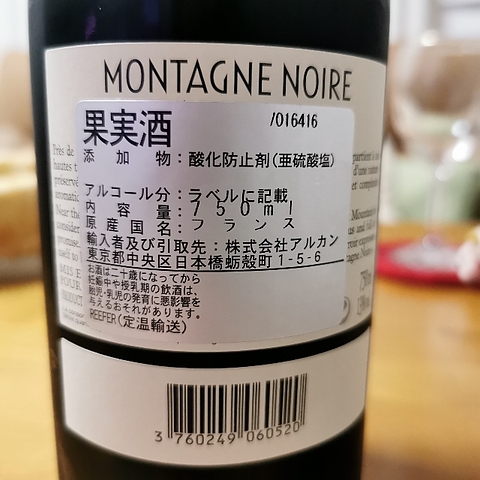 MONTAGNE NOIRE
果実酒 /016416
添加物：酸化防止剤(亜硫酸塩)
アルコール分：ラベルに記載
内容量：750ml
原産国名：フランス
輸入者及び引取先：株式会社アルカン
東京都中央区日本橋蛎殻町1-5-6
お酒は二十歳になってから
妊娠中や授乳期の飲酒は、
胎児・乳児の発育に悪影響を
与えるおそれがあります。
REEFER(定温輸送)
3 760249 060520